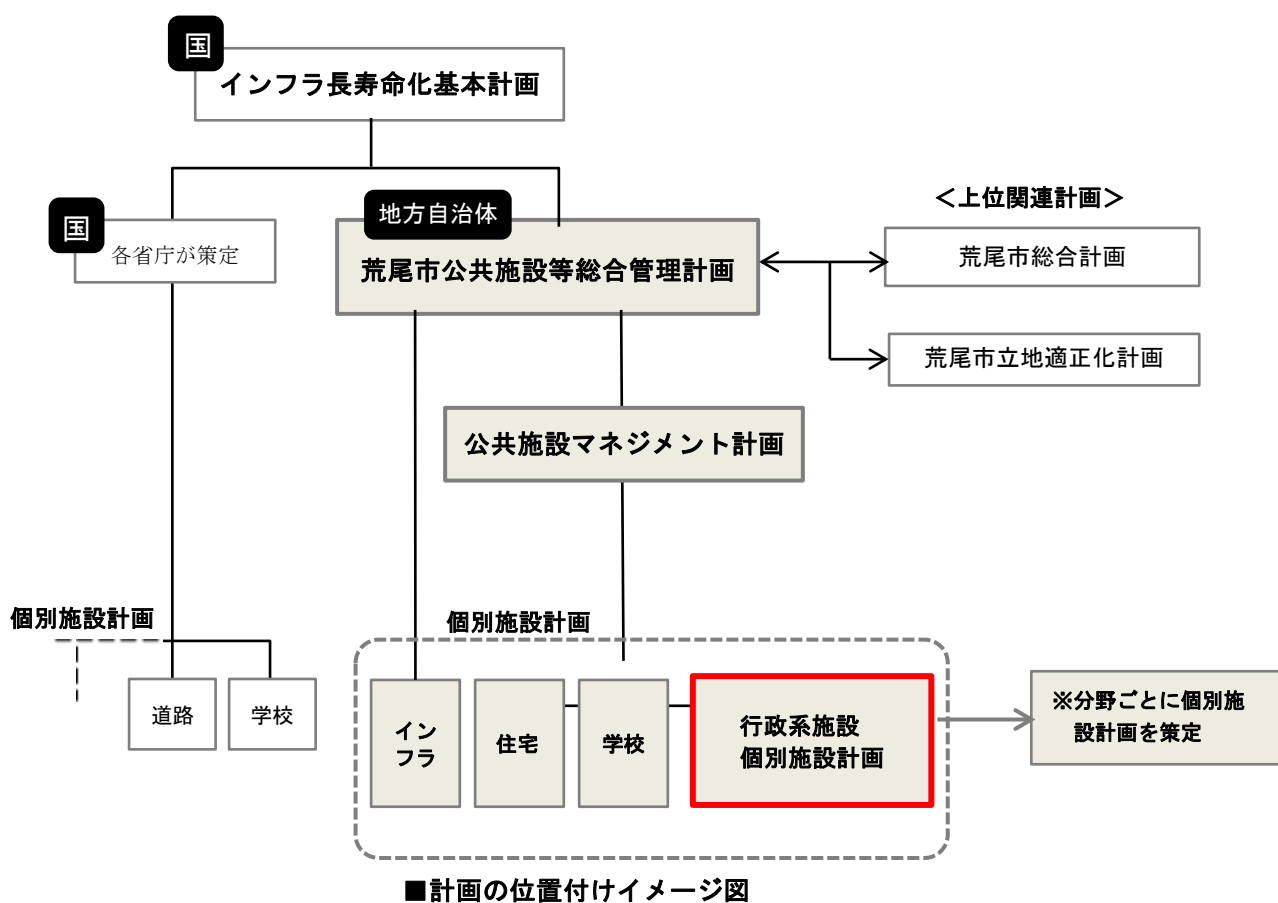 国
インフラ長寿命化基本計画
国
各省庁が策定
地方自治体
荒尾市公共施設等総合管理計画
＜上位関連計画＞
荒尾市総合計画
荒尾市立地適正化計画
公共施設マネジメント計画
個別施設計画
道路
学校
個別施設計画
イン
フラ
住宅
学校
行政系施設
個別施設計画
※分野ごとに個別施
設計画を策定
■計画の位置付けイメージ図